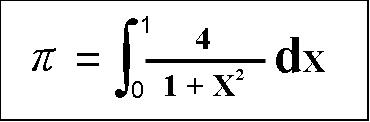 π = ∫₀¹ 4 / (1 + X²) dx